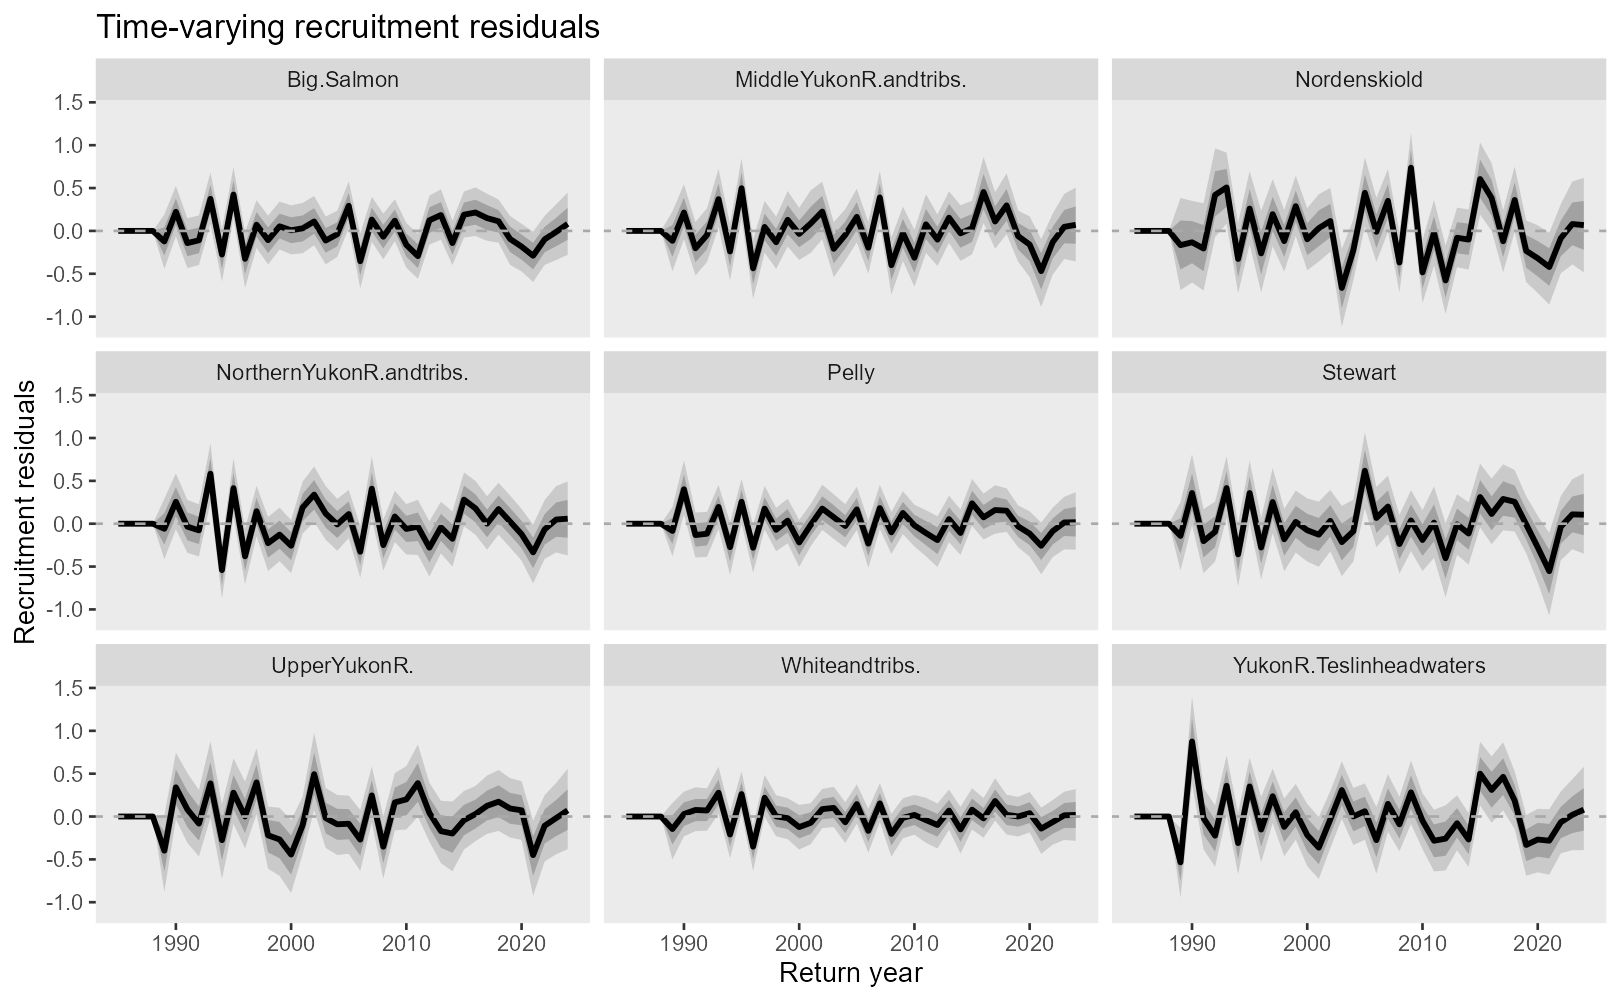 Time-varying recruitment residuals
Big.Salmon
MiddleYukonR.andtribs.
Nordenskiold
1.5
1.0
0.5
0.0
-0.5
-1.0
NorthernYukonR.andtribs.
Pelly
Stewart
1.5
1.0
0.5
0.0
-0.5
-1.0
Recruitment residuals
UpperYukonR.
Whiteandtribs.
YukonR.Teslinheadwaters
1.5
1.0
0.5
0.0
-0.5
-1.0
1990 2000 2010 2020 1990 2000 2010 2020 1990 2000 2010 2020
Return year